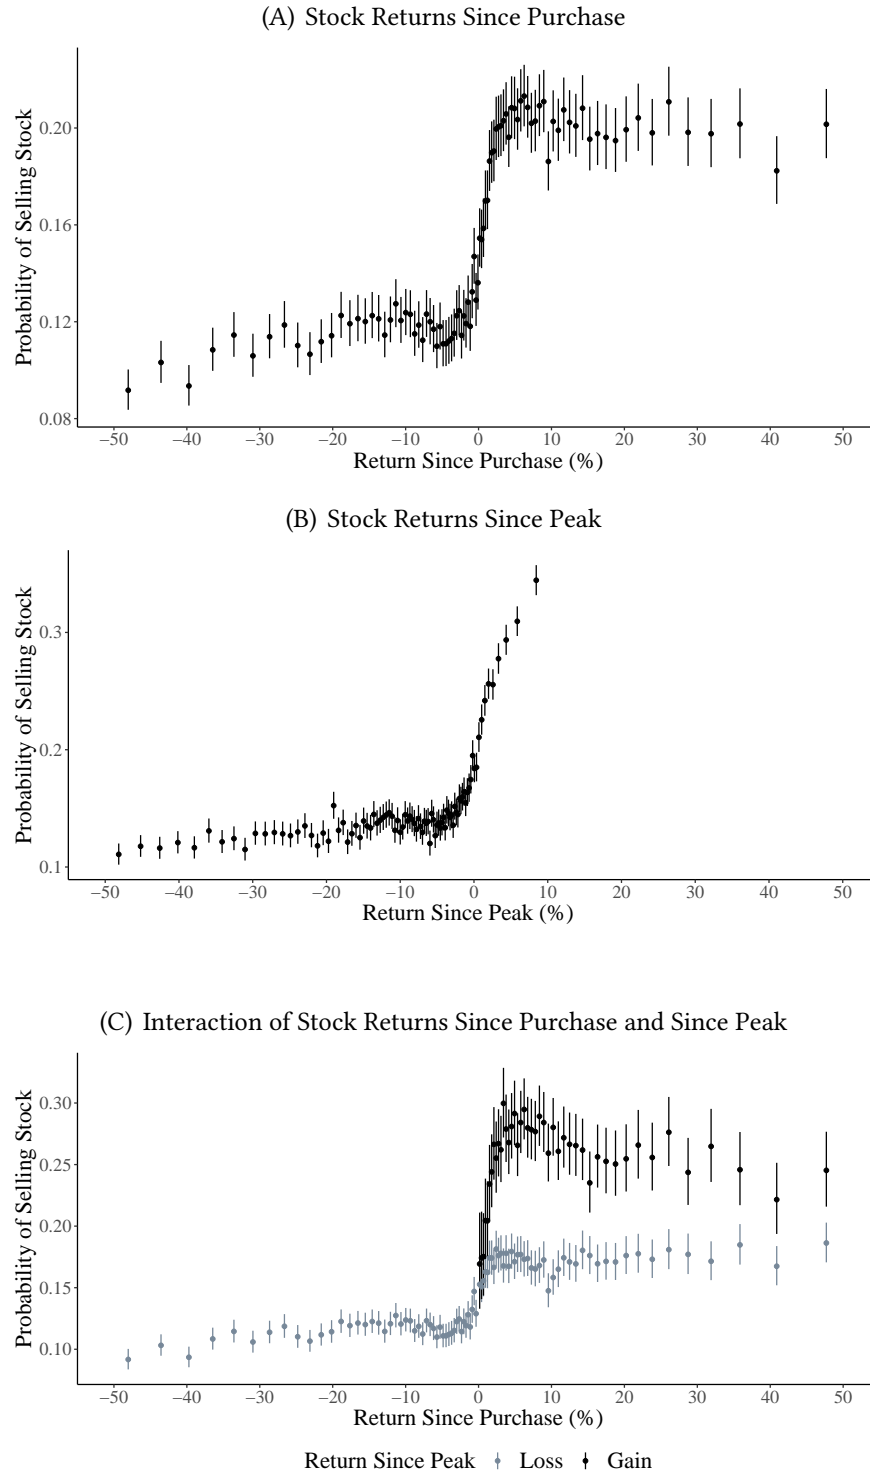 (A) Stock Returns Since Purchase
Probability of Selling Stock
0.20
0.16
0.12
0.08
−50 −40 −30 −20 −10 0 10 20 30 40 50
Return Since Purchase (%)
(B) Stock Returns Since Peak
Probability of Selling Stock
0.3
0.2
0.1
−50 −40 −30 −20 −10 0 10 20 30 40 50
Return Since Peak (%)
(C) Interaction of Stock Returns Since Purchase and Since Peak
Probability of Selling Stock
0.30
0.25
0.20
0.15
0.10
−50 −40 −30 −20 −10 0 10 20 30 40 50
Return Since Purchase (%)
Return Since Peak Loss Gain